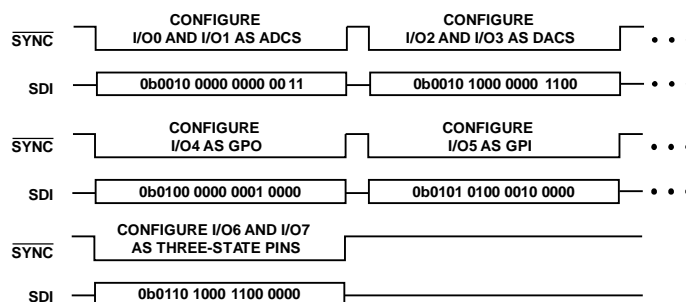 CONFIGURE
I/O0 AND I/O1 AS ADCS
CONFIGURE
I/O2 AND I/O3 AS DACS
SYNC
SDI
0b0010 0000 0000 0011
0b0010 1000 0000 1100
CONFIGURE
I/O4 AS GPO
CONFIGURE
I/O5 AS GPI
SYNC
SDI
0b0100 0000 0001 0000
0b0101 0100 0010 0000
CONFIGURE I/O6 AND I/O7
AS THREE-STATE PINS
SYNC
SDI
0b0110 1000 1100 0000